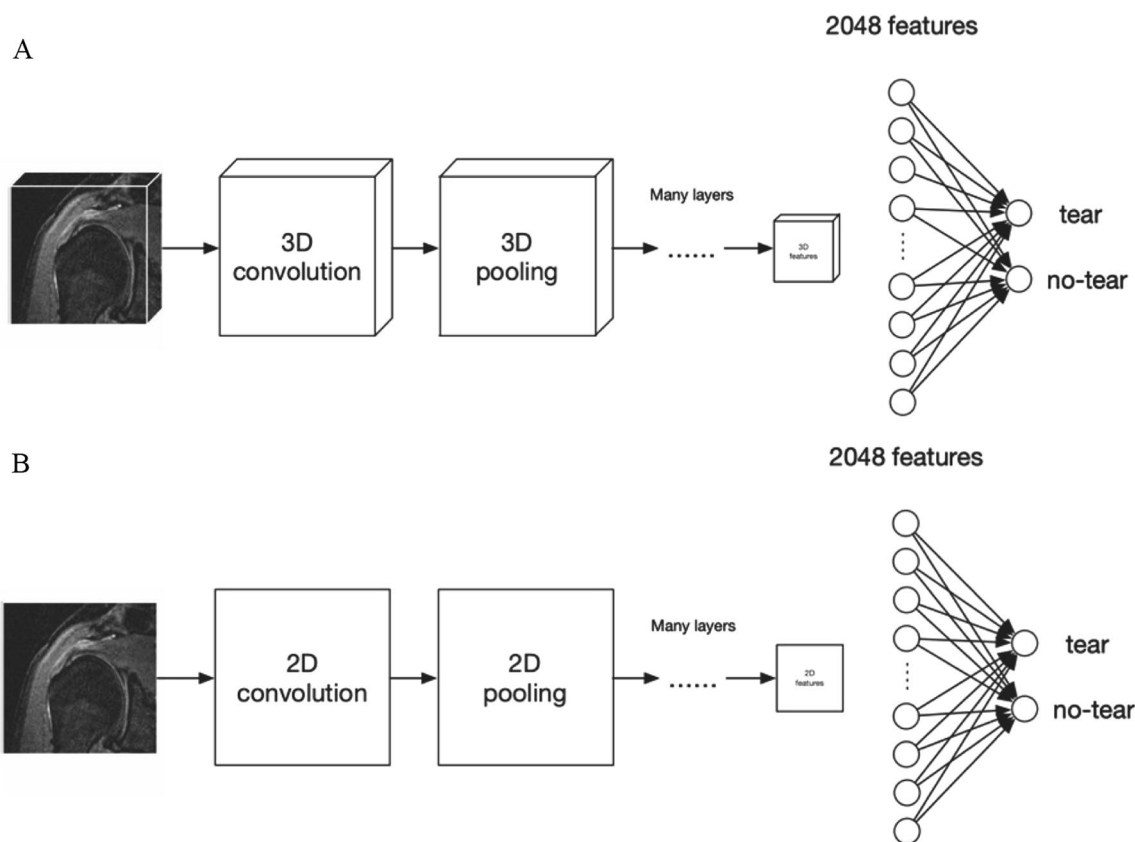 A
2048 features
3D
convolution
3D
pooling
Many layers
......
3D
features
tear
no-tear
B
2048 features
2D
convolution
2D
pooling
Many layers
......
2D
features
tear
no-tear